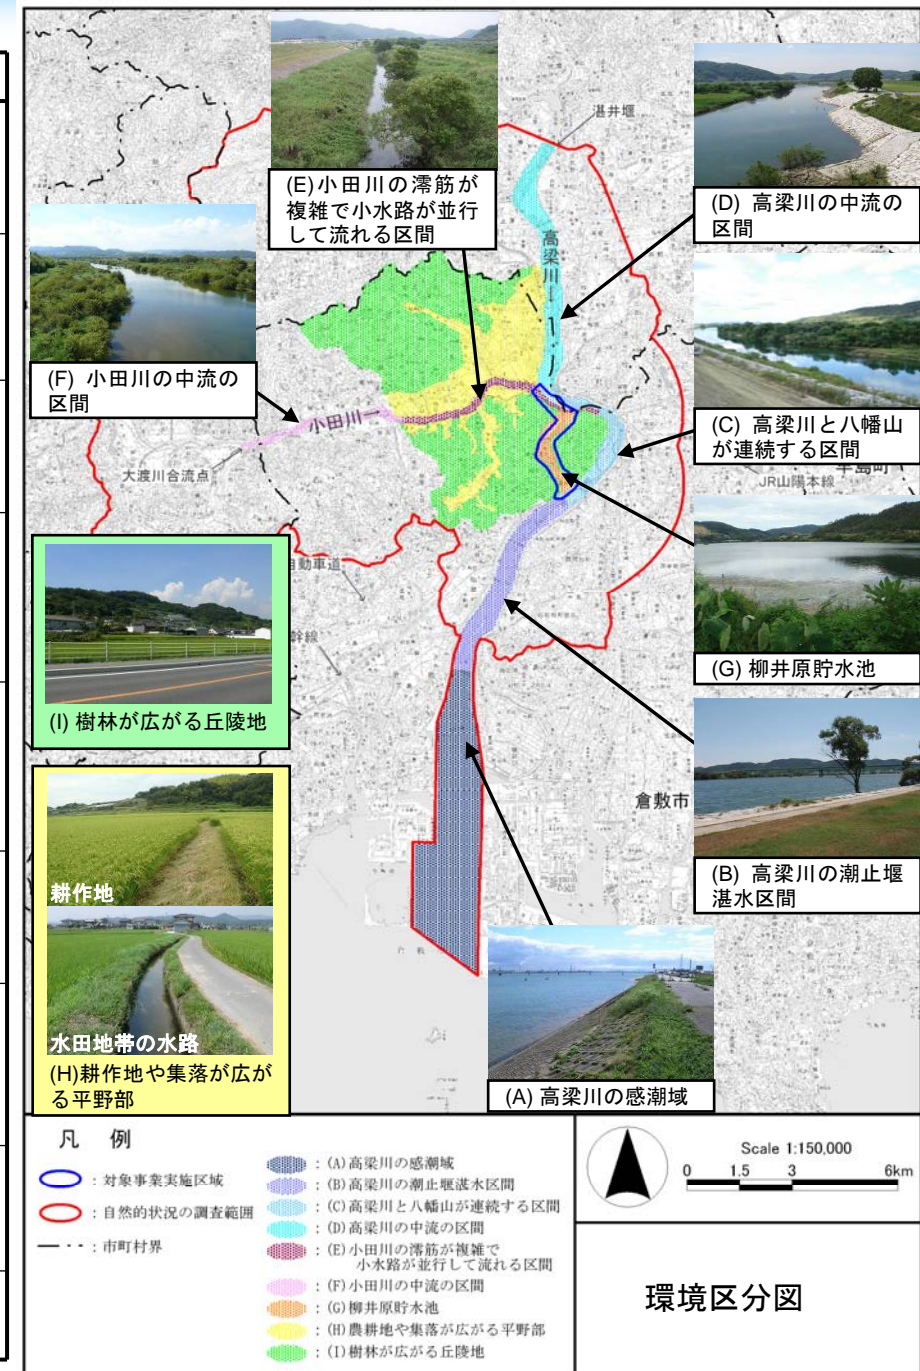 湛井堰
(E)小田川の澪筋が
複雑で小水路が並行
して流れる区間
(D) 高梁川の中流の
区間
高梁川
(F) 小田川の中流の
区間
小田川
大渡川合流点
(C) 高梁川と八幡山
が連続する区間
早島町
JR山陽本線
自動車道
幹線
(G) 柳井原貯水池
(I) 樹林が広がる丘陵地
倉敷市
(B) 高梁川の潮止堰
湛水区間
耕作地
水田地帯の水路
(H)耕作地や集落が広が
る平野部
(A) 高梁川の感潮域
凡 例
:対象事業実施区域
:自然的状況の調査範囲
:市町村界
:(A)高梁川の感潮域
:(B)高梁川の潮止堰湛水区間
:(C)高梁川と八幡山が連続する区間
:(D)高梁川の中流の区間
:(E)小田川の澪筋が複雑で
小水路が並行して流れる区間
:(F)小田川の中流の区間
:(G)柳井原貯水池
:(H)農耕地や集落が広がる平野部
:(I)樹林が広がる丘陵地
Scale 1:150,000
0 1.5 3 6km
環境区分図